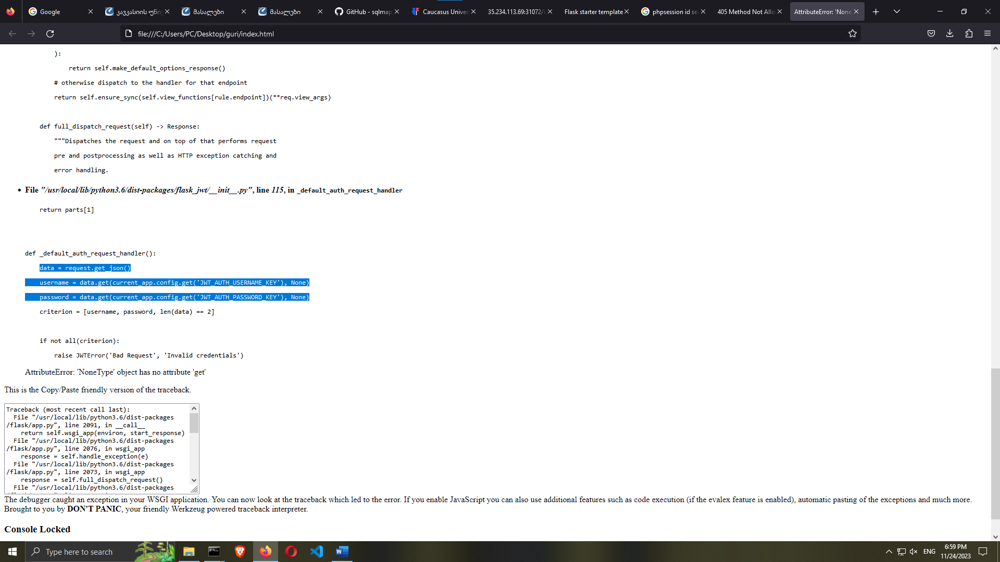 Google
კავკასიის უნივ
მასალები
მასალები
GitHub - sqlmap
Caucasus Univer
35.234.113.69:31072/i
Flask starter template
phpsession id se
405 Method Not Allo
AttributeError: 'None
file:///C:/Users/PC/Desktop/guri/index.html
):
return self.make_default_options_response()
# otherwise dispatch to the handler for that endpoint
return self.ensure_sync(self.view_functions[rule.endpoint])(**req.view_args)
def full_dispatch_request(self) -> Response:
"""Dispatches the request and on top of that performs request
pre and postprocessing as well as HTTP exception catching and
error handling.
• File "/usr/local/lib/python3.6/dist-packages/flask_jwt/__init__.py", line 115, in _default_auth_request_handler
return parts[1]
def _default_auth_request_handler():
data = request.get_json()
username = data.get(current_app.config.get('JWT_AUTH_USERNAME_KEY'), None)
password = data.get(current_app.config.get('JWT_AUTH_PASSWORD_KEY'), None)
criterion = [username, password, len(data) == 2]
if not all(criterion):
raise JWTError('Bad Request', 'Invalid credentials')
AttributeError: 'NoneType' object has no attribute 'get'
This is the Copy/Paste friendly version of the traceback.
Traceback (most recent call last):
File "/usr/local/lib/python3.6/dist-packages
/flask/app.py", line 2091, in __call__
return self.wsgi_app(environ, start_response)
File "/usr/local/lib/python3.6/dist-packages
/flask/app.py", line 2076, in wsgi_app
response = self.handle_exception(e)
File "/usr/local/lib/python3.6/dist-packages
/flask/app.py", line 2073, in wsgi_app
response = self.full_dispatch_request()
File "/usr/local/lib/python3.6/dist-packages
The debugger caught an exception in your WSGI application. You can now look at the traceback which led to the error. If you enable JavaScript you can also use additional features such as code execution (if the evalex feature is enabled), automatic pasting of the exceptions and much more.
Brought to you by DON'T PANIC, your friendly Werkzeug powered traceback interpreter.
Console Locked
Type here to search
ENG
6:59 PM
11/24/2023